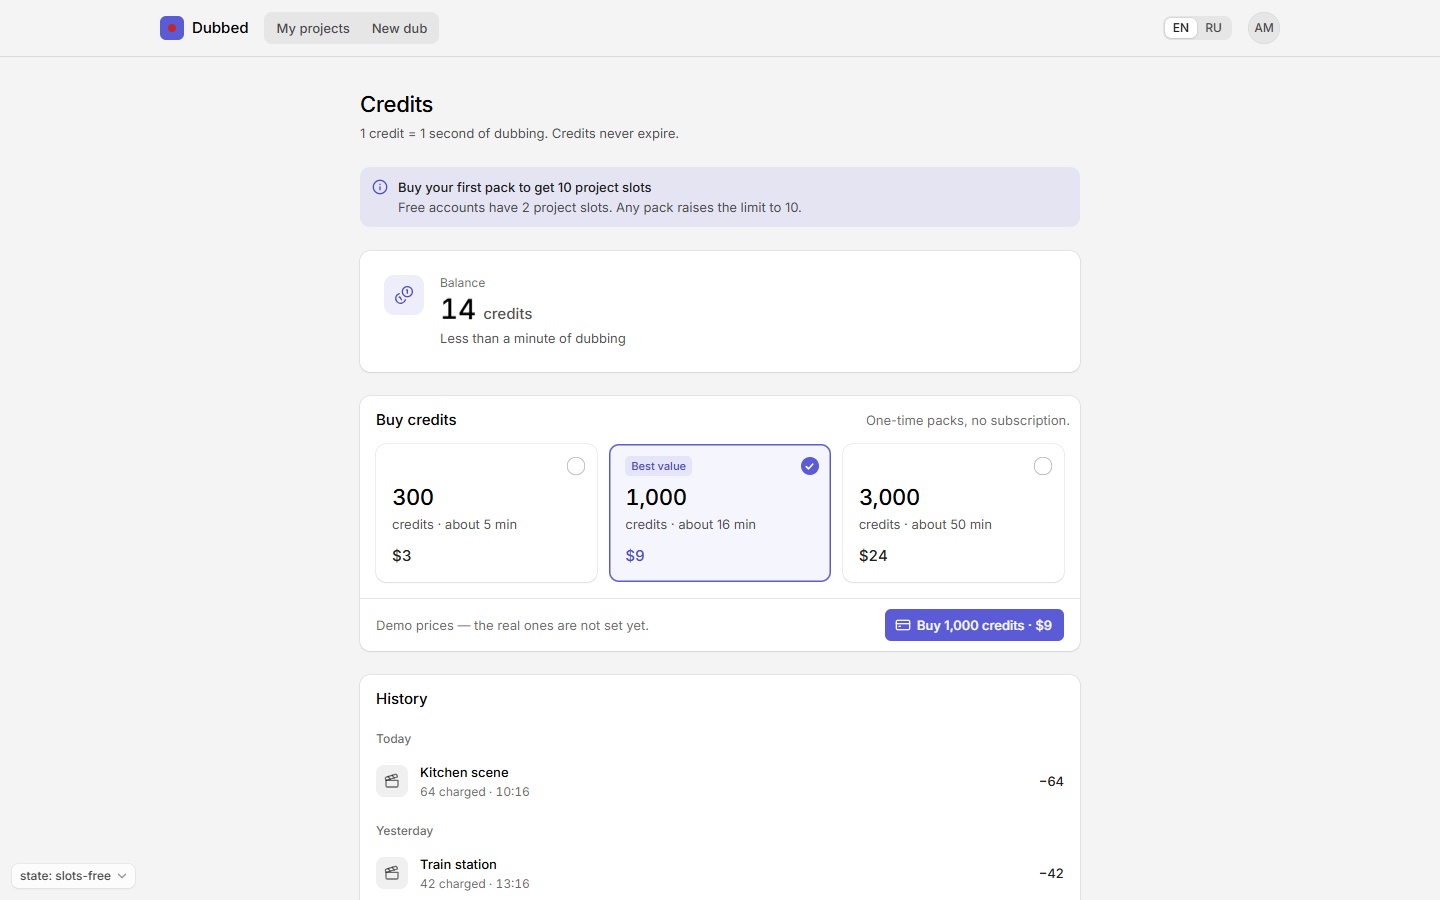 Dubbed
My projects
New dub
EN
RU
AM
Credits
1 credit = 1 second of dubbing. Credits never expire.
Buy your first pack to get 10 project slots
Free accounts have 2 project slots. Any pack raises the limit to 10.
Balance
14 credits
Less than a minute of dubbing
Buy credits
One-time packs, no subscription.
300
credits · about 5 min
$3
Best value
1,000
credits · about 16 min
$9
3,000
credits · about 50 min
$24
Demo prices — the real ones are not set yet.
Buy 1,000 credits · $9
History
Today
Kitchen scene
64 charged · 10:16
−64
Yesterday
Train station
42 charged · 13:16
−42
state: slots-free